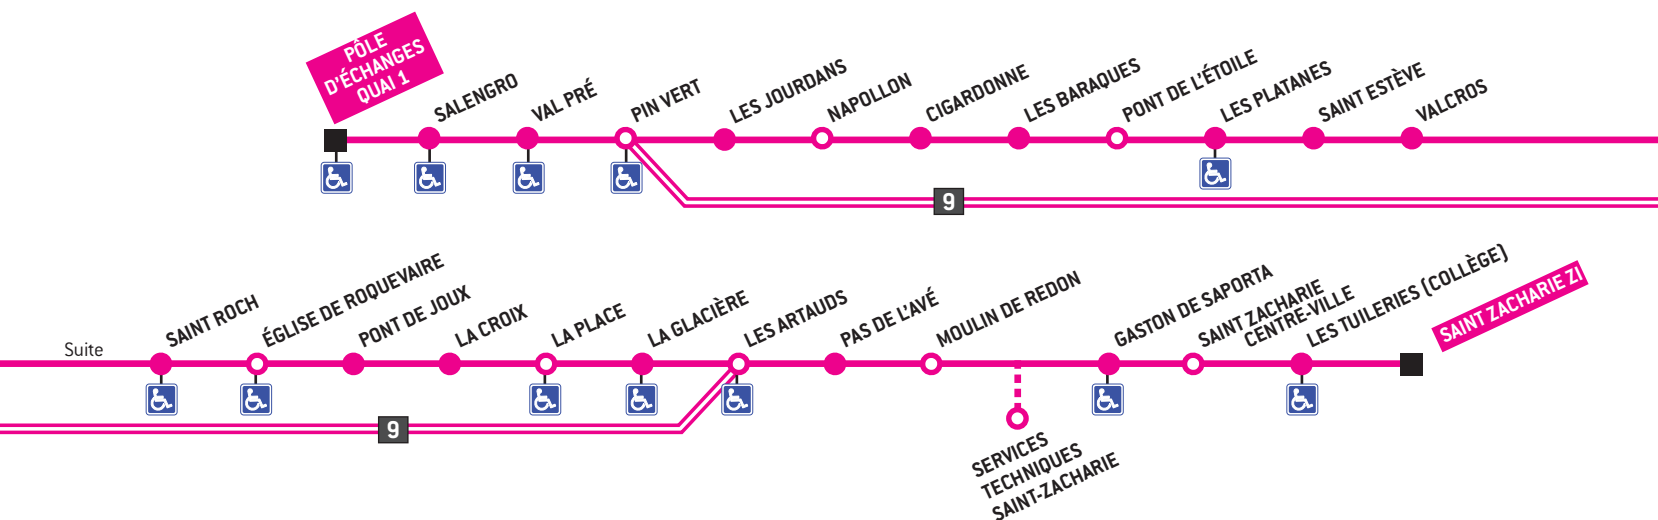 PÔLE
D'ÉCHANGES
QUAI 1
SALENGRO
VAL PRÉ
PIN VERT
LES JOURDANS
NAPOLLON
CIGARDONNE
LES BARAQUES
PONT DE L'ÉTOILE
LES PLATANES
SAINT ESTÈVE
VALCROS
9
Suite
SAINT ROCH
ÉGLISE DE ROQUEVAIRE
PONT DE JOUX
LA CROIX
LA PLACE
LA GLACIÈRE
LES ARTAUDS
PAS DE L'AVÉ
MOULIN DE REDON
SERVICES
TECHNIQUES
SAINT-ZACHARIE
GASTON DE SAPORTA
SAINT ZACHARIE
CENTRE-VILLE
LES TUILERIES (COLLÈGE)
SAINT ZACHARIE ZI
9